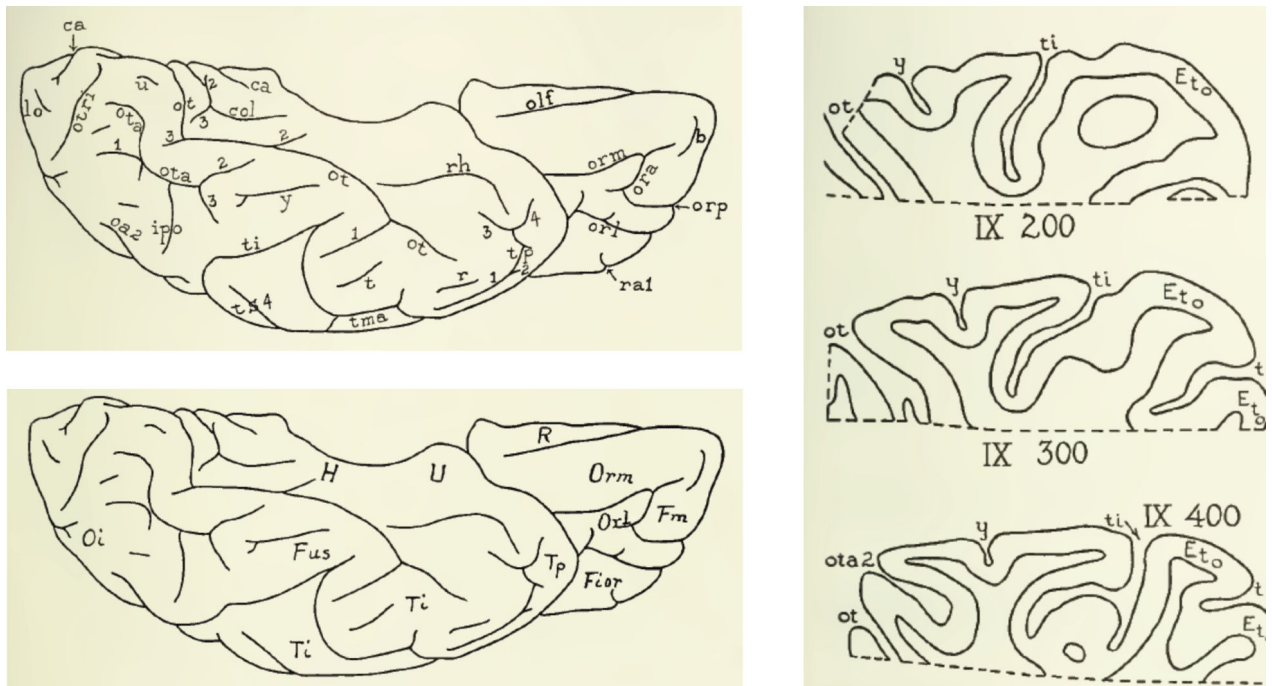 ca
lo
otri
u
ot
2
ca
ota
3
col
1
3
2
ota
2
ot
3
y
oa2
ipo
ti
1
ot
t
ts4
tma
rh
3
4
tp
r
1
2
olf
b
orm
ora
orp
orl
ra1
H
U
R
Orm
Orl
Fm
Oi
Fus
Tp
Fior
Ti
Ti
ot
y
ti
Eto
IX 200
ot
y
ti
Eto
t
IX 300
ota2
y
ti
IX 400
Eto
t
ot